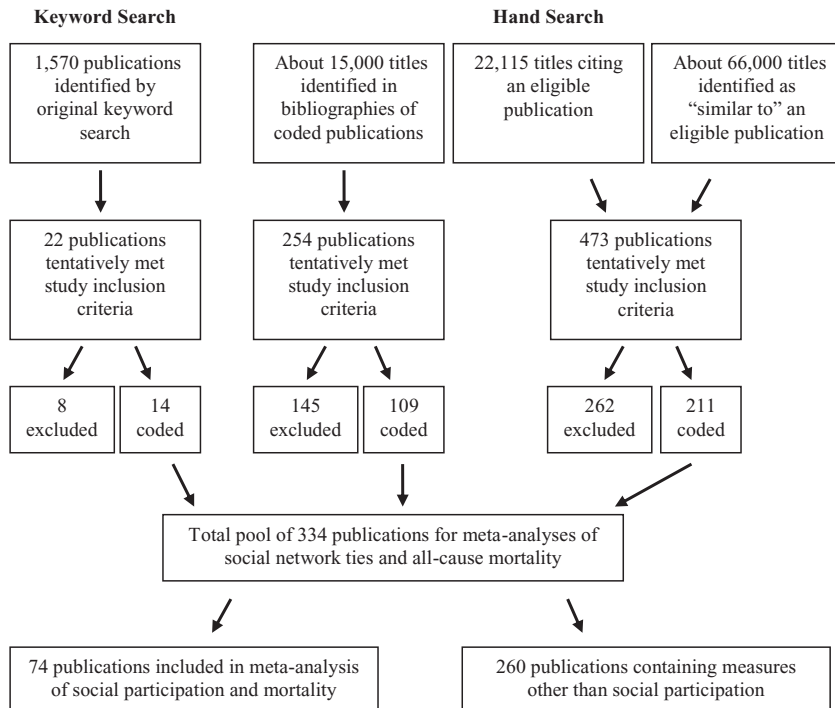 Keyword Search
Hand Search
1,570 publications
identified by
original keyword
search
About 15,000 titles
identified in
bibliographies of
coded publications
22,115 titles citing
an eligible
publication
About 66,000 titles
identified as
“similar to” an
eligible publication
22 publications
tentatively met
study inclusion
criteria
254 publications
tentatively met
study inclusion
criteria
473 publications
tentatively met
study inclusion
criteria
8
excluded
14
coded
145
excluded
109
coded
262
excluded
211
coded
Total pool of 334 publications for meta-analyses of
social network ties and all-cause mortality
74 publications included in meta-analysis
of social participation and mortality
260 publications containing measures
other than social participation